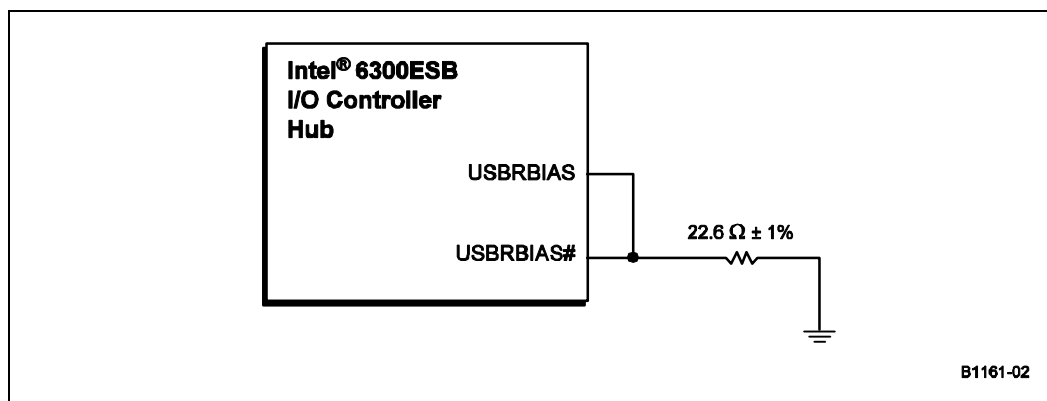 Intel® 6300ESB
I/O Controller
Hub
USBRBIAS
USBRBIAS#
22.6 Ω ± 1%
B1161-02